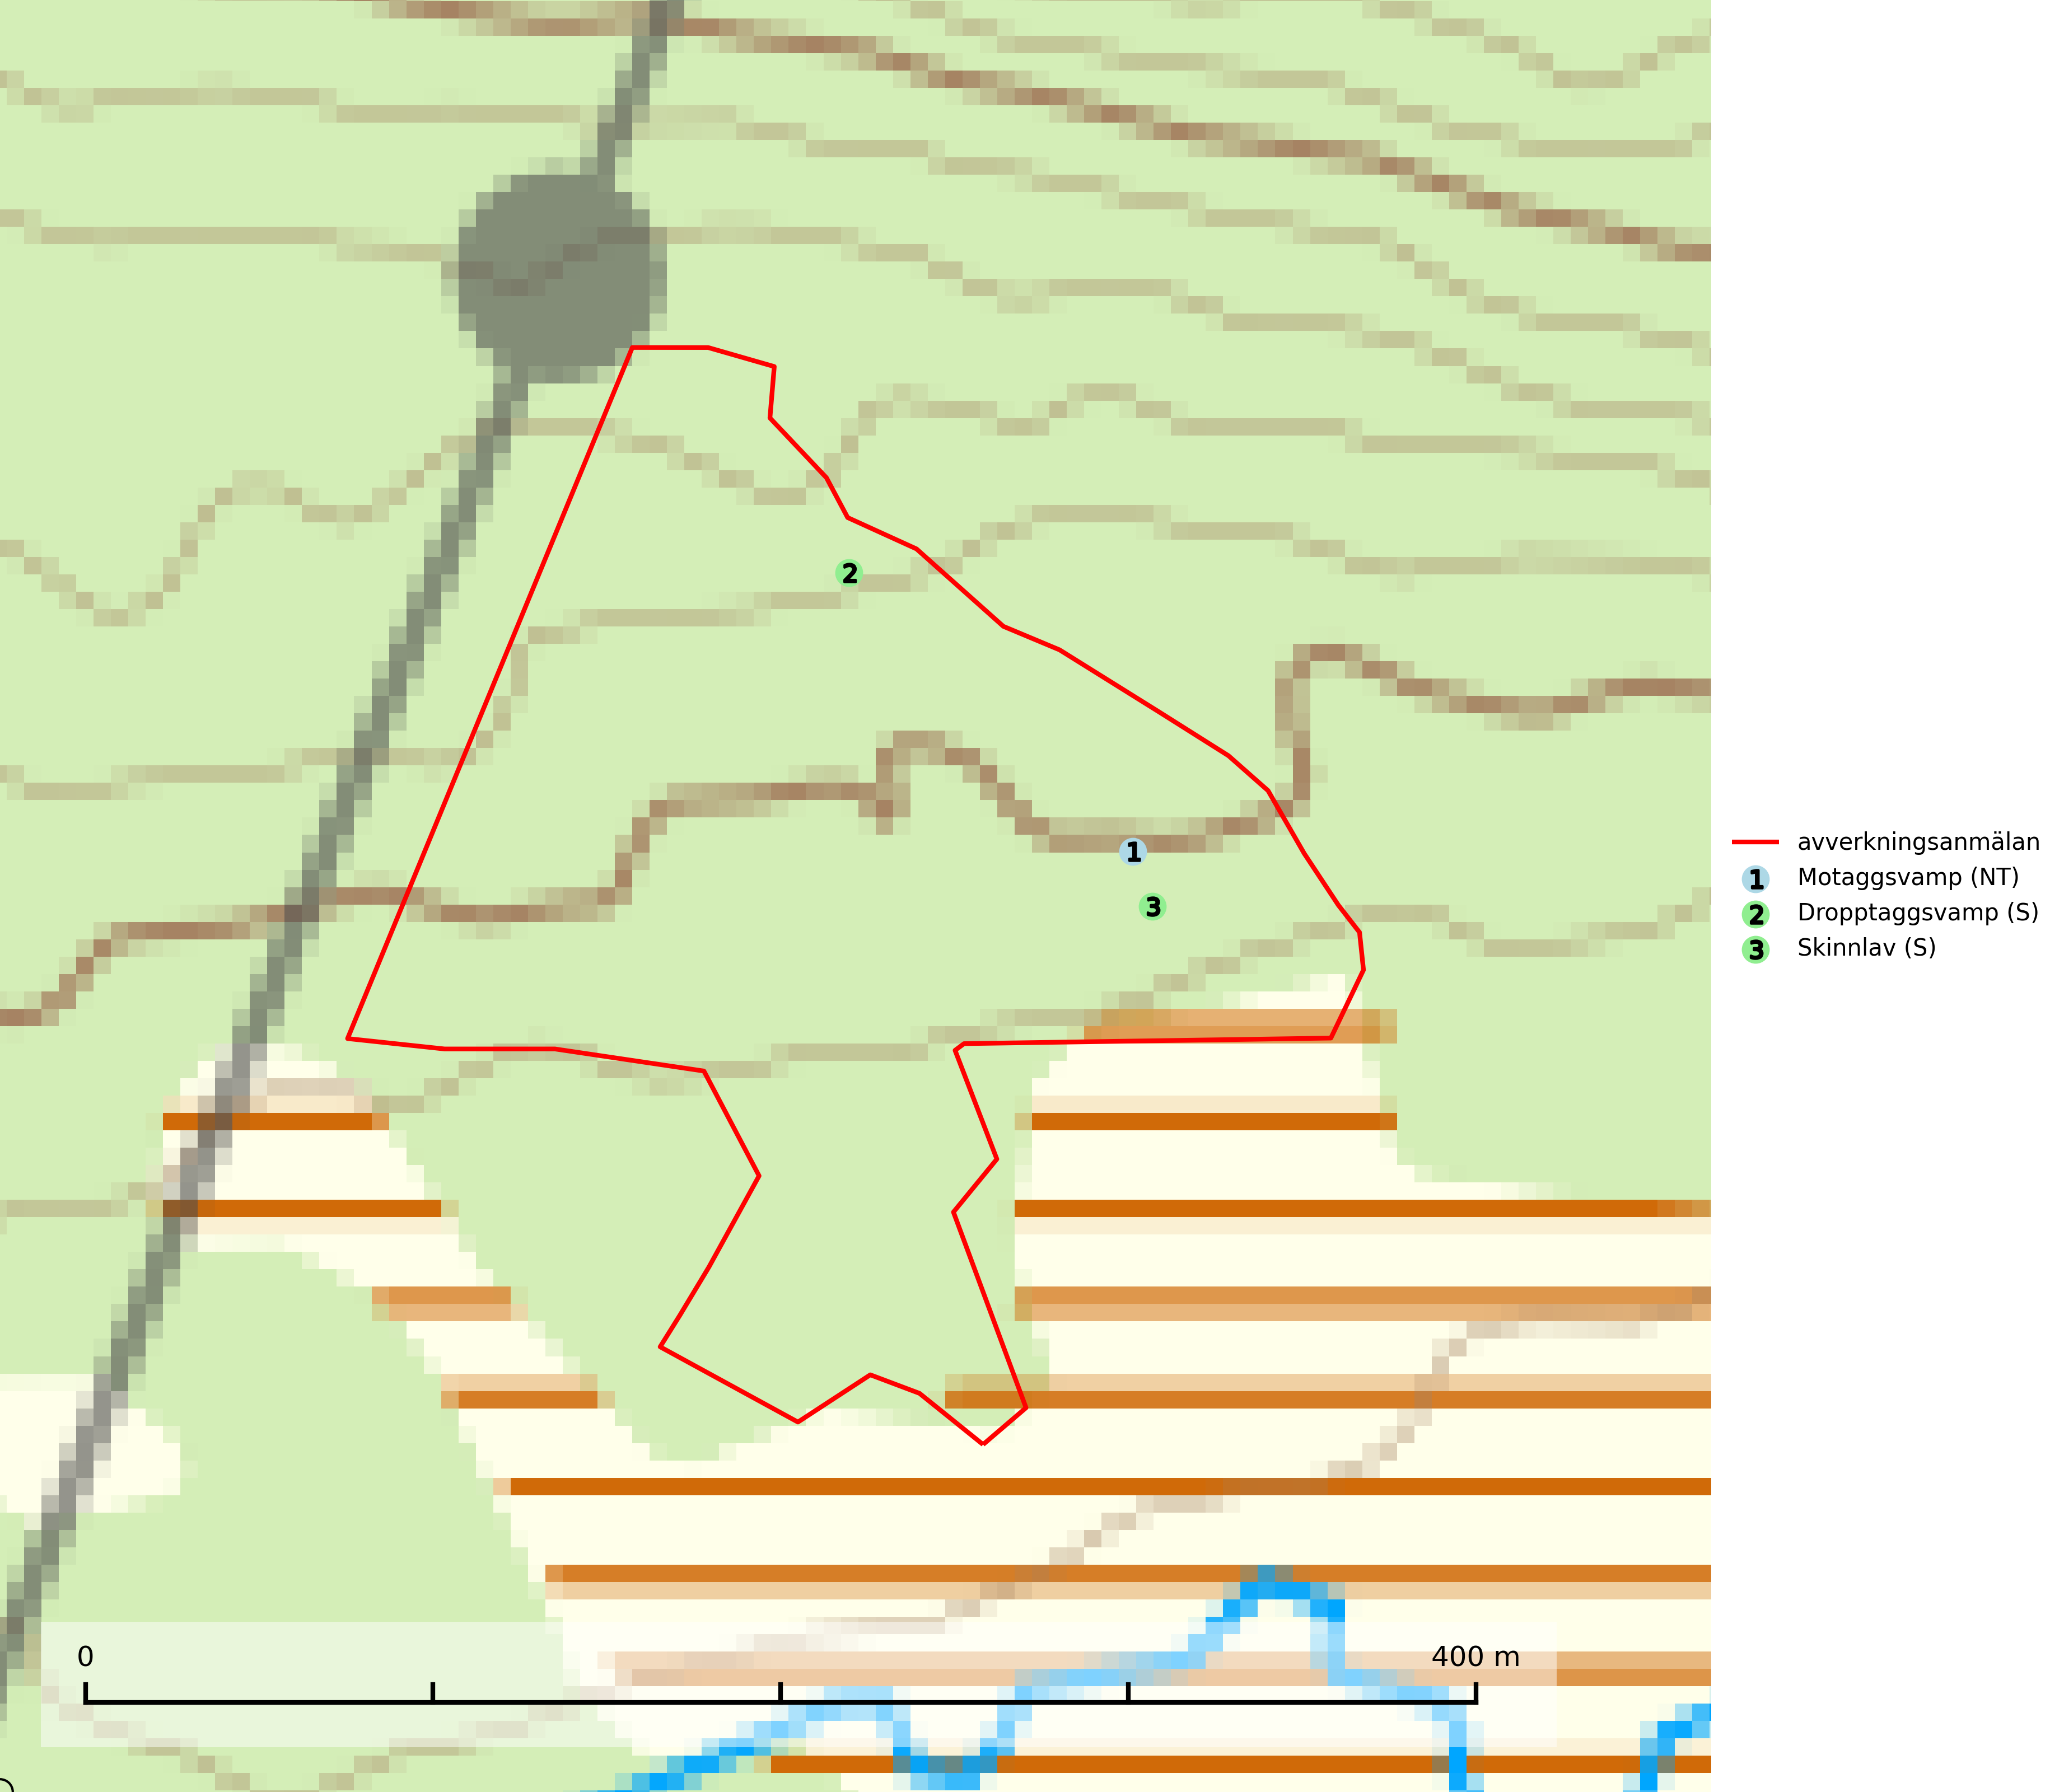 2
1
3
avverkningsanmälan
1 Motaggsvamp (NT)
2 Dropptaggsvamp (S)
3 Skinnlav (S)
0 400 m